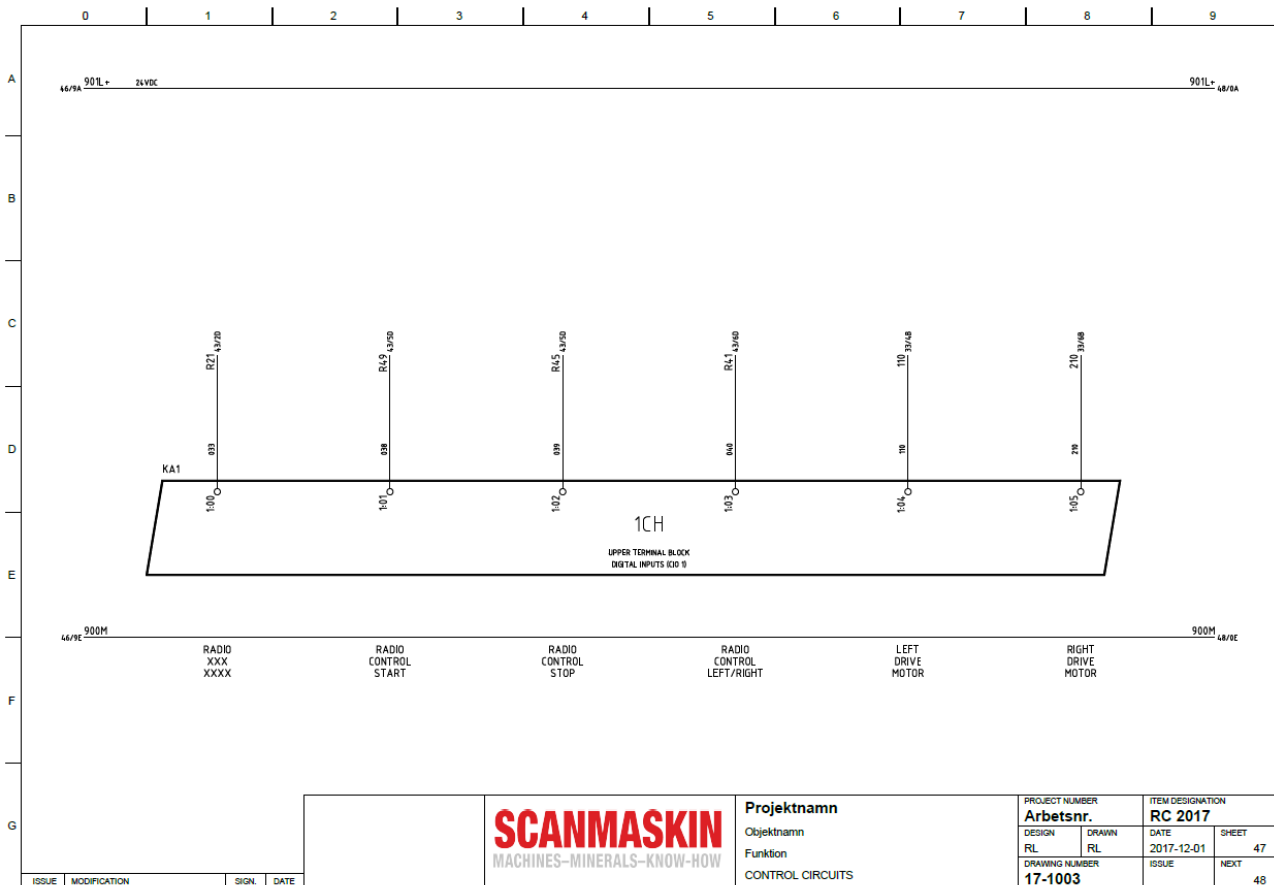 0 1 2 3 4 5 6 7 8 9
A
B
C
D
E
F
G
46/9A 901L+ 24VDC 901L+ 48/0A
R21 43/2D R49 43/5D R45 43/5D R41 43/6D 110 33/4B 210 33/6B
033 038 039 040 110 210
KA1
1:00 1:01 1:02 1:03 1:04 1:05
1CH
UPPER TERMINAL BLOCK
DIGITAL INPUTS (CIO 1)
46/9E 900M 900M 48/0E
RADIO
XXX
XXXX
RADIO
CONTROL
START
RADIO
CONTROL
STOP
RADIO
CONTROL
LEFT/RIGHT
LEFT
DRIVE
MOTOR
RIGHT
DRIVE
MOTOR
ISSUE MODIFICATION SIGN. DATE
SCANMASKIN
MACHINES–MINERALS–KNOW-HOW
Projektnamn
Objektnamn
Funktion
CONTROL CIRCUITS
PROJECT NUMBER ITEM DESIGNATION
Arbetsnr. RC 2017
DESIGN DRAWN DATE SHEET
RL RL 2017-12-01 47
DRAWING NUMBER ISSUE NEXT
17-1003 48